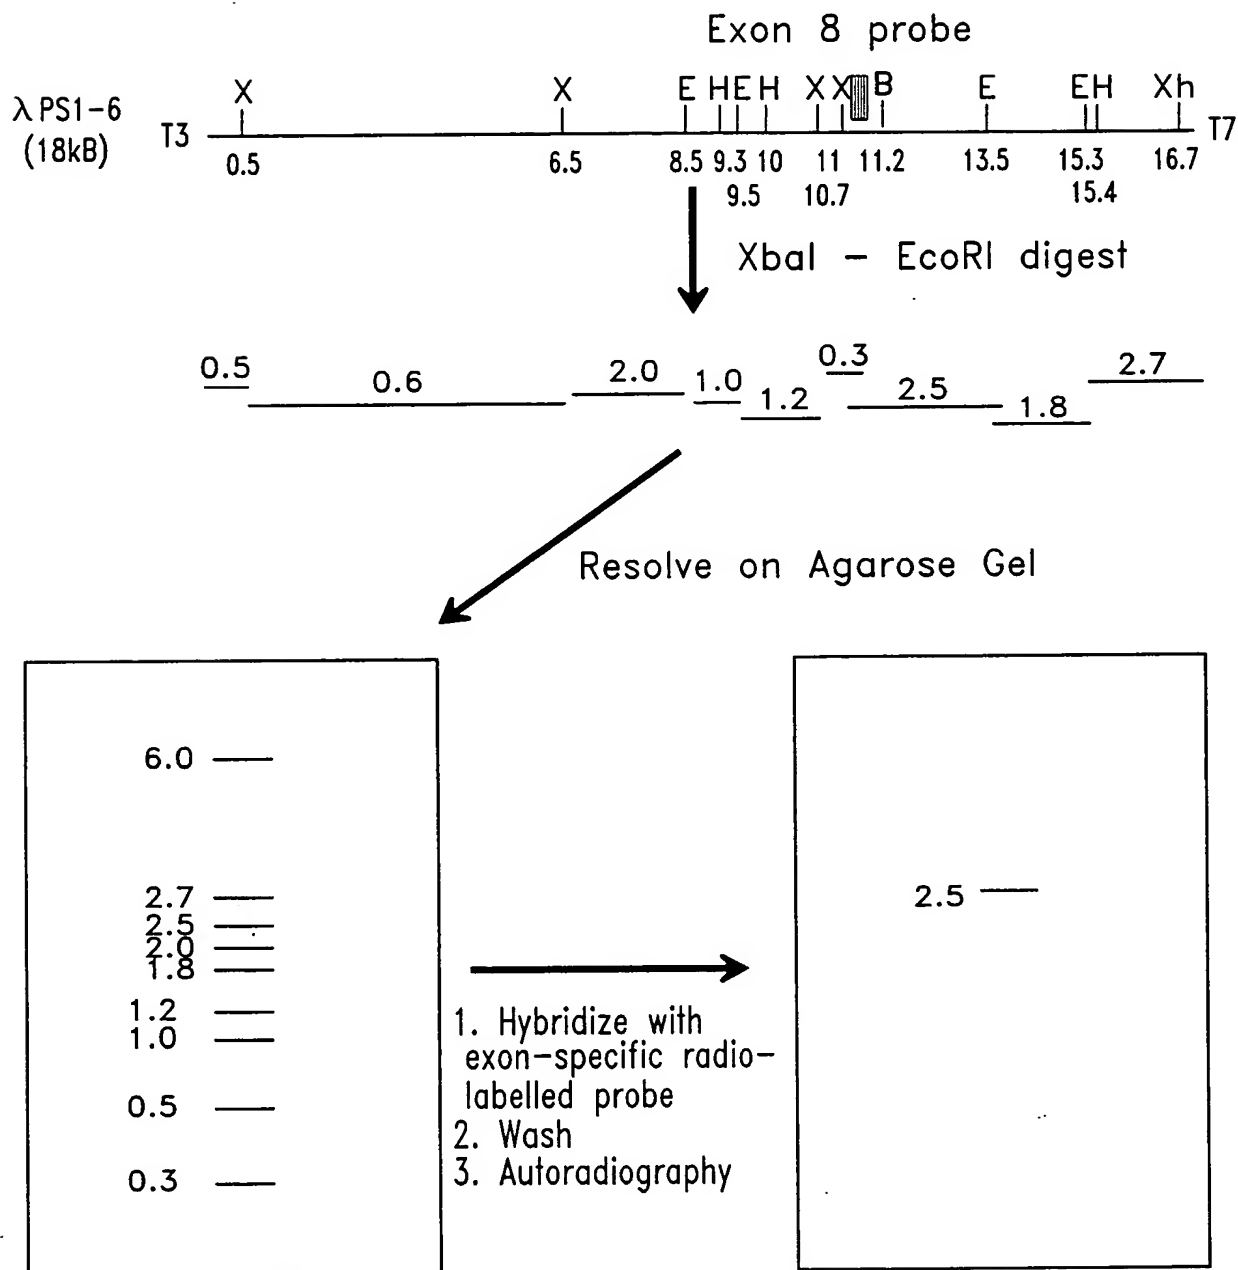 Exon 8 probe
λ PS1-6
(18kB)
T3
X X E H E H X X B E E H Xh
T7
0.5 6.5 8.5 9.3 10 11 11.2 13.5 15.3 16.7
9.5 10.7 15.4
XbaI - EcoRI digest
0.5 0.6 2.0 1.0 1.2 0.3 2.5 1.8 2.7
Resolve on Agarose Gel
6.0
2.7
2.5
2.0
1.8
1.2
1.0
0.5
0.3
1. Hybridize with
exon-specific radio-
labelled probe
2. Wash
3. Autoradiography
2.5